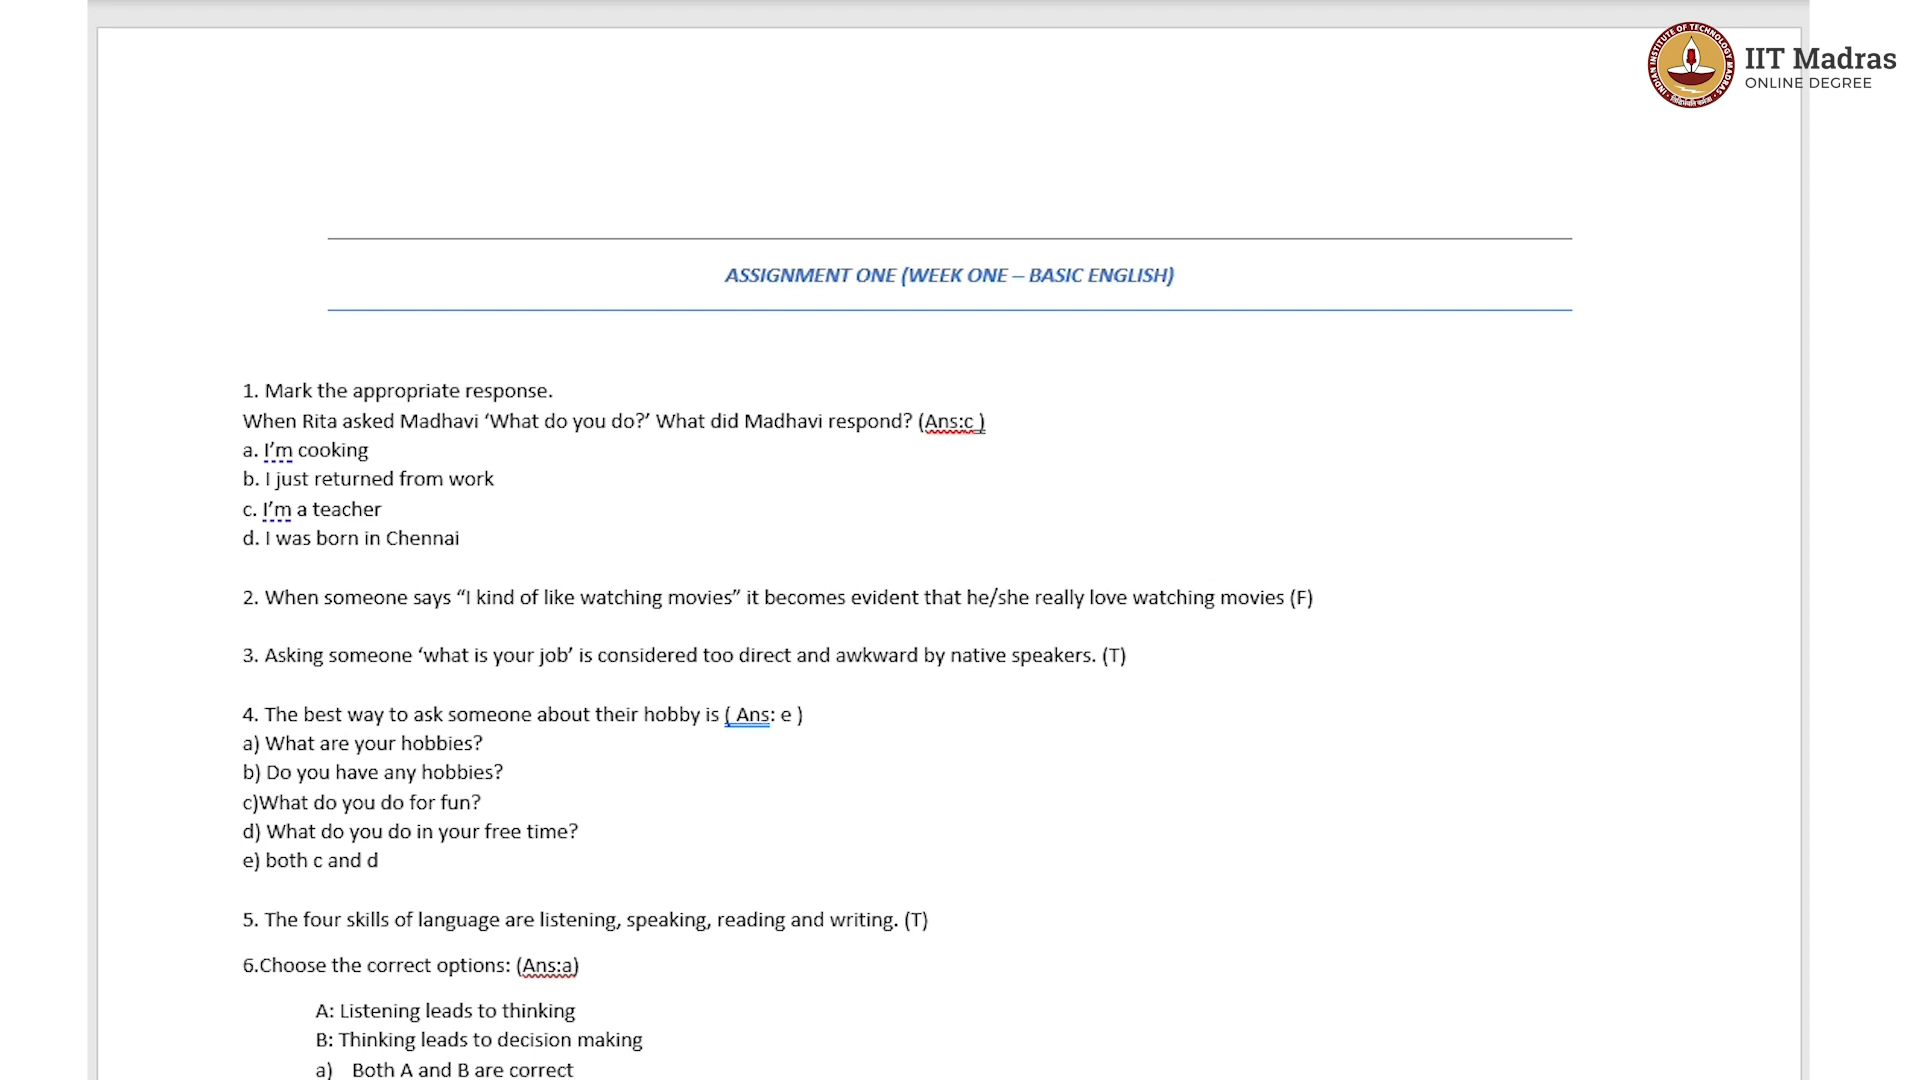 INDIAN INSTITUTE OF TECHNOLOGY MADRAS
IIT Madras
ONLINE DEGREE
ASSIGNMENT ONE (WEEK ONE – BASIC ENGLISH)
1. Mark the appropriate response.
When Rita asked Madhavi ‘What do you do?’ What did Madhavi respond? (Ans:c )
a. I’m cooking
b. I just returned from work
c. I’m a teacher
d. I was born in Chennai
2. When someone says “I kind of like watching movies” it becomes evident that he/she really love watching movies (F)
3. Asking someone ‘what is your job’ is considered too direct and awkward by native speakers. (T)
4. The best way to ask someone about their hobby is ( Ans: e )
a) What are your hobbies?
b) Do you have any hobbies?
c)What do you do for fun?
d) What do you do in your free time?
e) both c and d
5. The four skills of language are listening, speaking, reading and writing. (T)
6.Choose the correct options: (Ans:a)
A: Listening leads to thinking
B: Thinking leads to decision making
a) Both A and B are correct